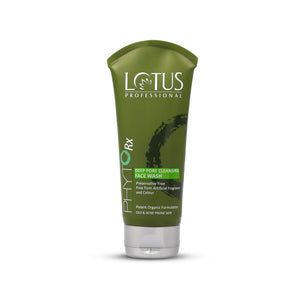 LOTUS
PROFESSIONAL
PHYTORx
DEEP PORE CLEANSING
FACE WASH
Preservative Free
Free from Artificial Fragrance
and Colour
Potent Organic Formulation
OILY & ACNE PRONE SKIN